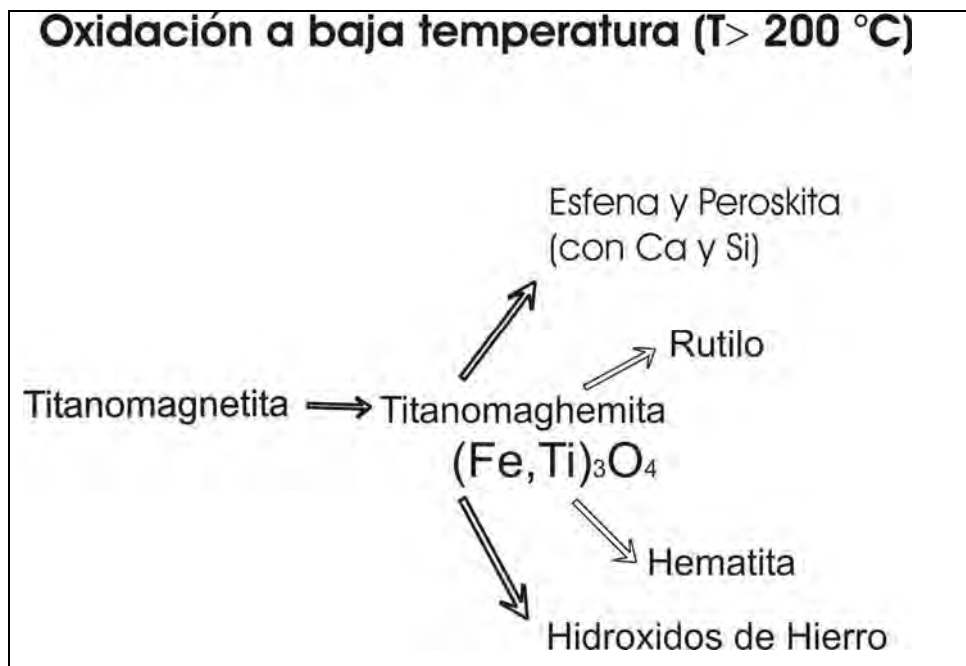 Oxidación a baja temperatura (T> 200 °C)
Esfena y Peroskita
(con Ca y Si)
Rutilo
Titanomagnetita
Titanomaghemita
(Fe,Ti)₃O₄
Hematita
Hidroxidos de Hierro